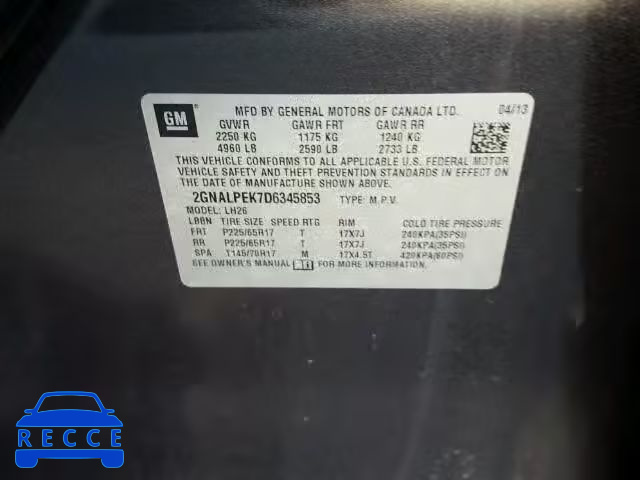 GM
MFD BY GENERAL MOTORS OF CANADA LTD. 04/13
GVWR GAWR FRT GAWR RR
2250 KG 1175 KG 1240 KG
4960 LB 2590 LB 2733 LB
THIS VEHICLE CONFORMS TO ALL APPLICABLE U.S. FEDERAL MOTOR
VEHICLE SAFETY AND THEFT PREVENTION STANDARDS IN EFFECT
ON THE DATE OF MANUFACTURE SHOWN ABOVE.
2GNALPEK7D6345853 TYPE: M.P.V.
MODEL: LH26
LBBN TIRE SIZE SPEED RTG RIM COLD TIRE PRESSURE
FRT P225/65R17 T 17X7J 240KPA(35PSI)
RR P225/65R17 T 17X7J 240KPA(35PSI)
SPA T145/70R17 M 17X4.5T 420KPA(60PSI)
SEE OWNER'S MANUAL FOR MORE INFORMATION.
RECCE